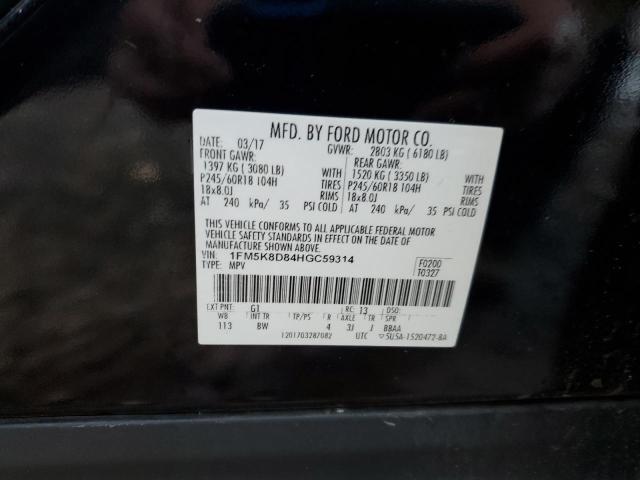 MFD. BY FORD MOTOR CO.
DATE: 03/17 GVWR: 2803 KG ( 6180 LB)
FRONT GAWR: REAR GAWR:
1397 KG ( 3080 LB) WITH 1520 KG ( 3350 LB) WITH
P245/60R18 104H TIRES P245/60R18 104H TIRES
18x8.0J RIMS 18x8.0J RIMS
AT 240 kPa/ 35 PSI COLD AT 240 kPa/ 35 PSI COLD
THIS VEHICLE CONFORMS TO ALL APPLICABLE FEDERAL MOTOR
VEHICLE SAFETY STANDARDS IN EFFECT ON THE DATE OF
MANUFACTURE SHOWN ABOVE.
VIN: 1FM5K8D84HGC59314 F0200
TYPE: MPV T0327
EXT PNT: G1 RC: 13 DSO:
WB INT TR TP/PS R AXLE TR SPR
113 BW 4 3J J BBAA
1201703287082 UTC ▽5U5A-1520472-BA